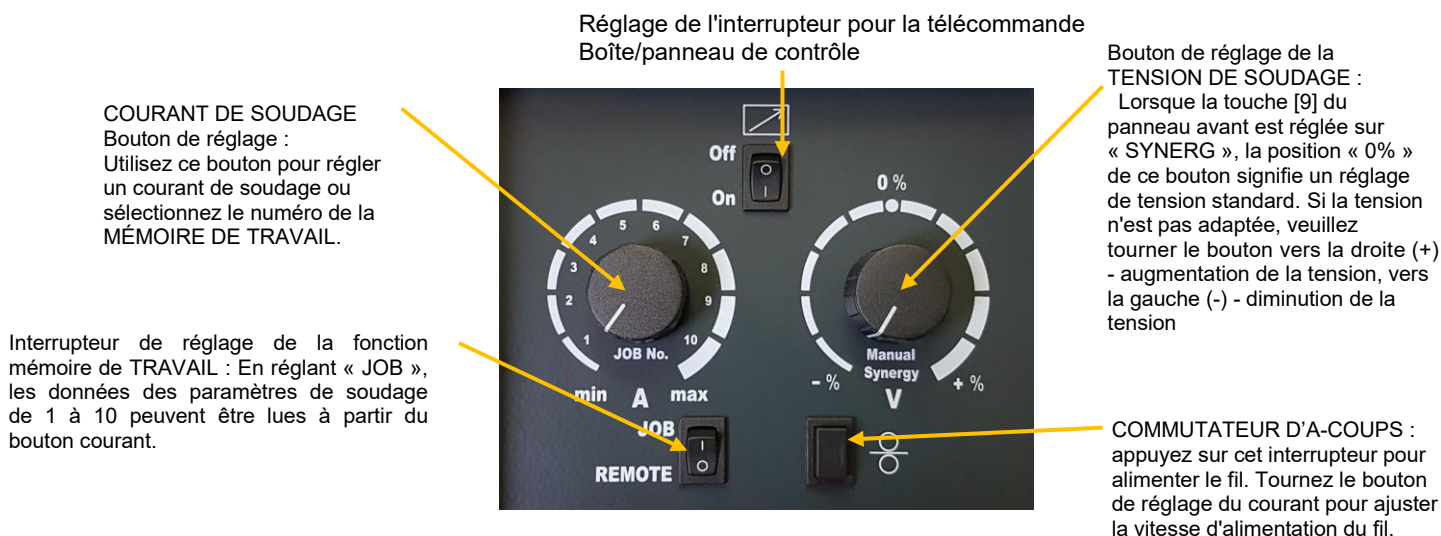 Réglage de l'interrupteur pour la télécommande
Boîte/panneau de contrôle
COURANT DE SOUDAGE
Bouton de réglage :
Utilisez ce bouton pour régler
un courant de soudage ou
sélectionnez le numéro de la
MÉMOIRE DE TRAVAIL.
Interrupteur de réglage de la fonction
mémoire de TRAVAIL : En réglant « JOB »,
les données des paramètres de soudage
de 1 à 10 peuvent être lues à partir du
bouton courant.
Off
On
O
I
1
2
3
4
5
6
7
8
9
10
JOB No.
min A max
JOB
REMOTE
I
O
0 %
Manual
Synergy
- %
+ %
V
Bouton de réglage de la
TENSION DE SOUDAGE :
Lorsque la touche [9] du
panneau avant est réglée sur
« SYNERG », la position « 0% »
de ce bouton signifie un réglage
de tension standard. Si la tension
n'est pas adaptée, veuillez
tourner le bouton vers la droite (+)
- augmentation de la tension, vers
la gauche (-) - diminution de la
tension
COMMUTATEUR D'A-COUPS :
appuyez sur cet interrupteur pour
alimenter le fil. Tournez le bouton
de réglage du courant pour ajuster
la vitesse d'alimentation du fil.